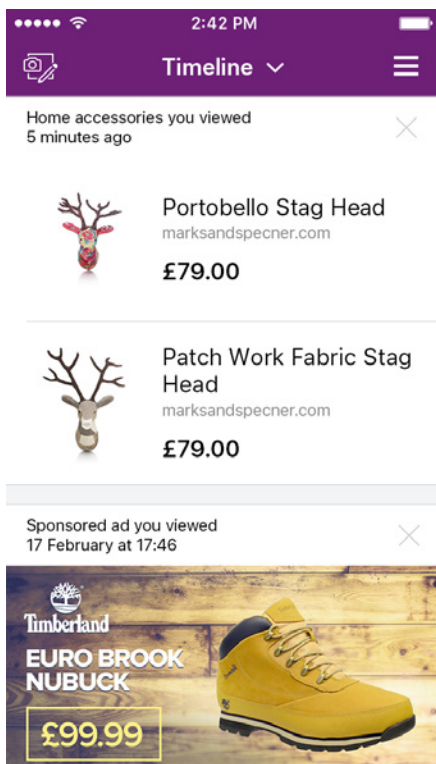 2:42 PM
Timeline
Home accessories you viewed
5 minutes ago
Portobello Stag Head
marksandspecner.com
£79.00
Patch Work Fabric Stag
Head
marksandspecner.com
£79.00
Sponsored ad you viewed
17 February at 17:46
Timberland
EURO BROOK
NUBUCK
£99.99